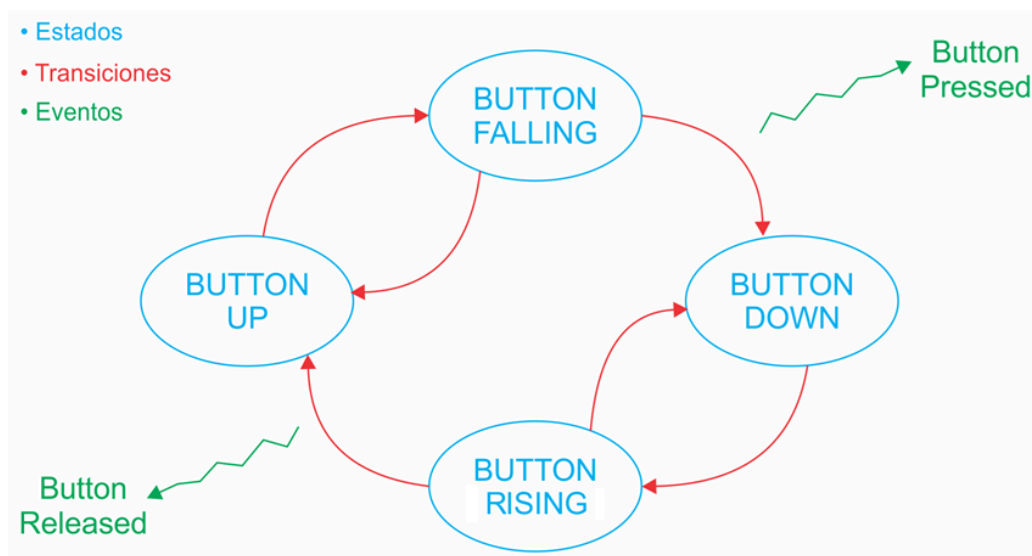 • Estados
• Transiciones
• Eventos
BUTTON
FALLING
Button
Pressed
BUTTON
UP
BUTTON
DOWN
BUTTON
RISING
Button
Released